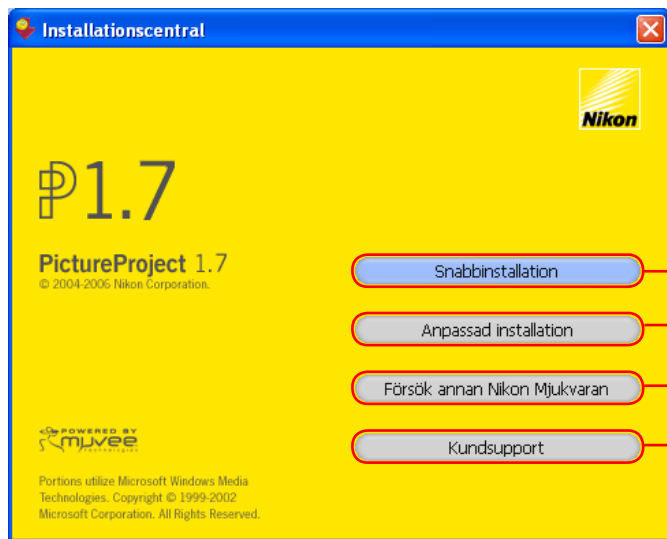 Installationscentral
Nikon
P1.7
PictureProject 1.7
© 2004-2006 Nikon Corporation.
Snabbinstallation
Anpassad installation
Försök annan Nikon Mjukvaran
Kundsupport
POWERED BY
muvee
technologies
Portions utilize Microsoft Windows Media
Technologies. Copyright © 1999-2002
Microsoft Corporation. All Rights Reserved.